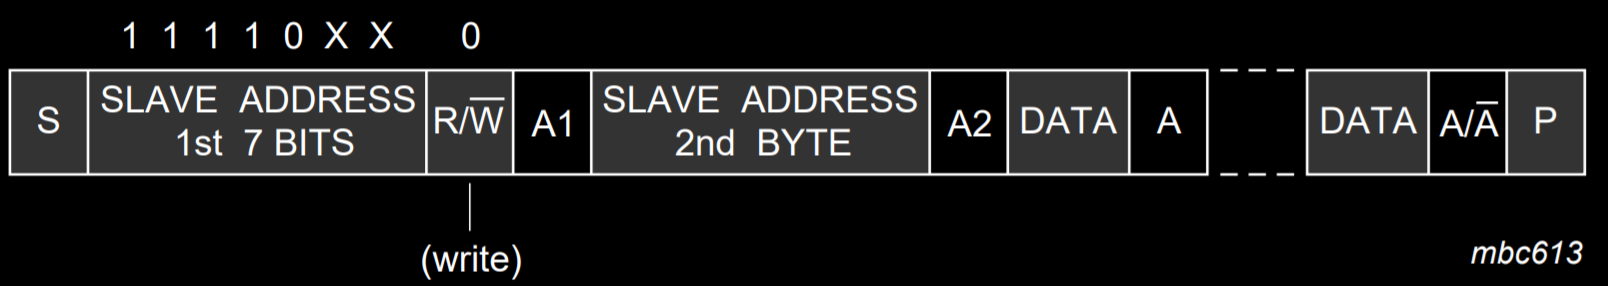 1 1 1 1 0 X X 0
S SLAVE ADDRESS 1st 7 BITS R/W̅ A1 SLAVE ADDRESS 2nd BYTE A2 DATA A DATA A/A̅ P
(write)
mbc613